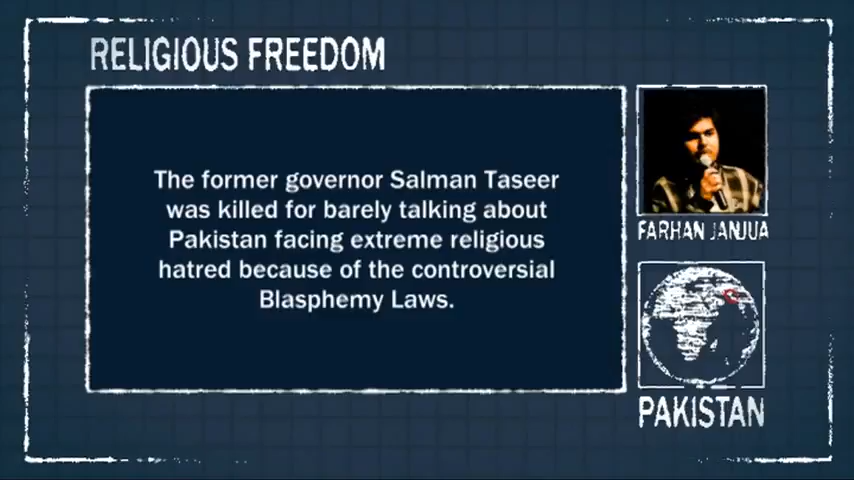 RELIGIOUS FREEDOM
The former governor Salman Taseer
was killed for barely talking about
Pakistan facing extreme religious
hatred because of the controversial
Blasphemy Laws.
FARHAN JANJUA
PAKISTAN